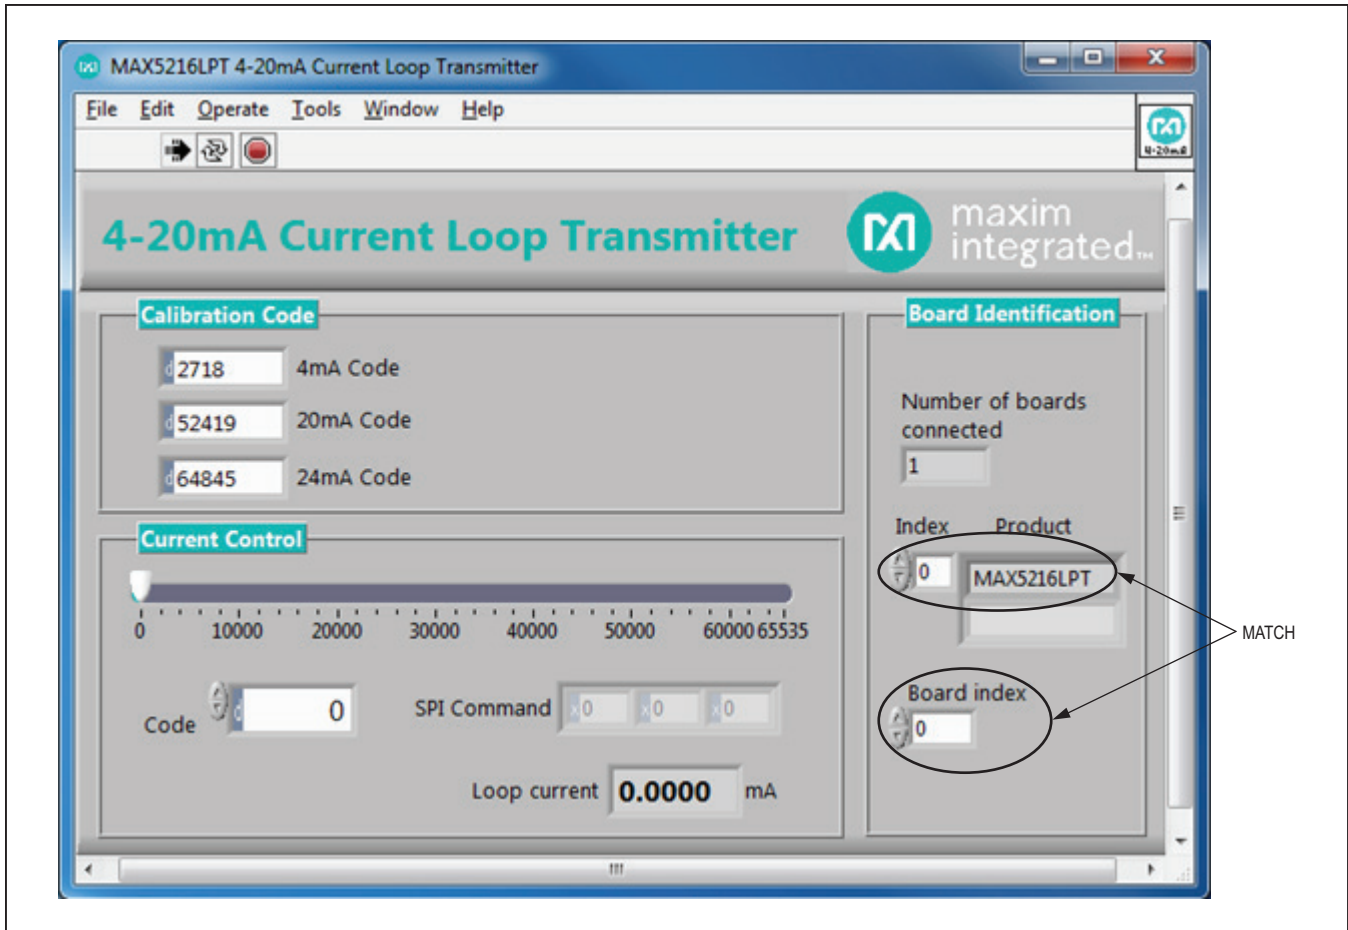 MAX5216LPT 4-20mA Current Loop Transmitter
File Edit Operate Tools Window Help
4-20mA
4-20mA Current Loop Transmitter
maxim
integrated™
Calibration Code
d 2718 4mA Code
d 52419 20mA Code
d 64845 24mA Code
Current Control
0 10000 20000 30000 40000 50000 60000 65535
Code d 0
SPI Command x 0 x 0 x 0
Loop current 0.0000 mA
Board Identification
Number of boards
connected
1
Index Product
0 MAX5216LPT
Board index
0
MATCH